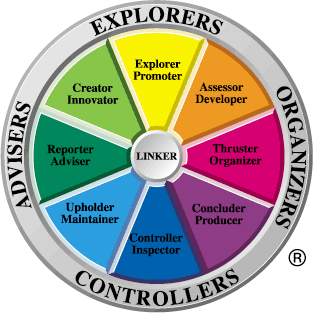 EXPLORERS
Explorer
Promoter
Creator
Innovator
Assessor
Developer
ADVISERS
ORGANIZERS
Reporter
Adviser
LINKER
Thruster
Organizer
Upholder
Maintainer
Concluder
Producer
Controller
Inspector
CONTROLLERS
®